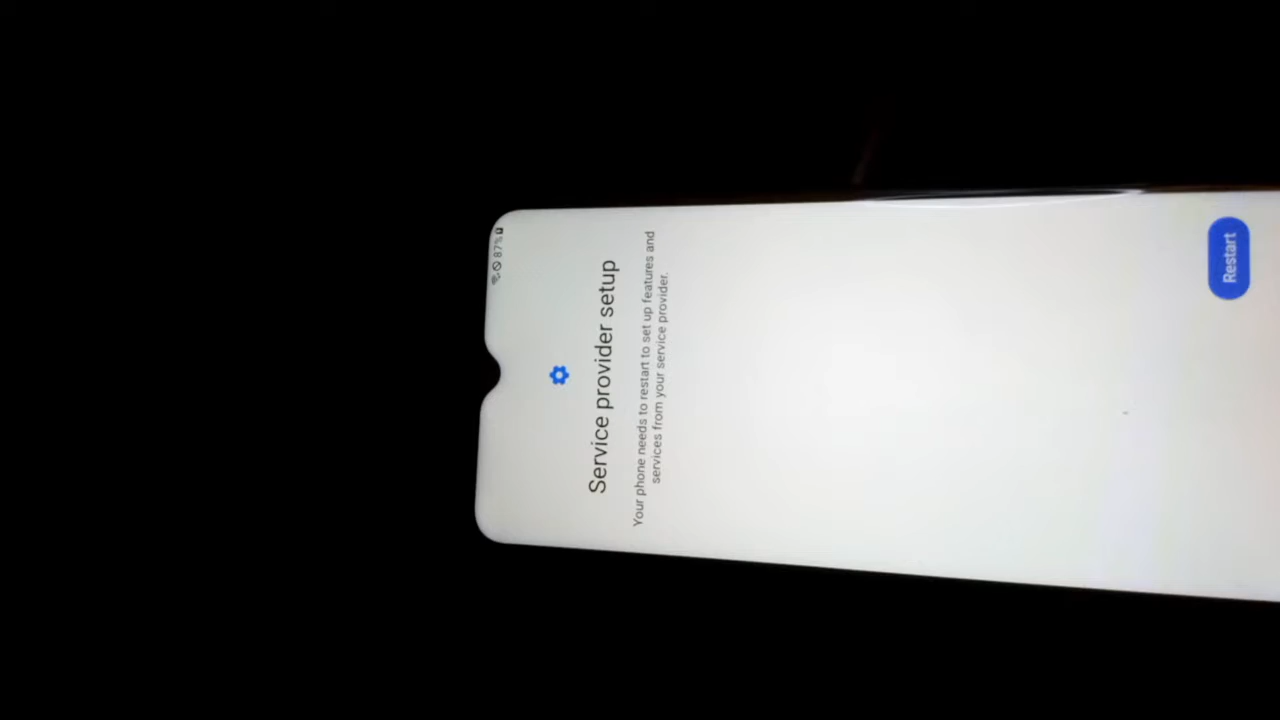 87%
Service provider setup
Your phone needs to restart to set up features and
services from your service provider.
Restart